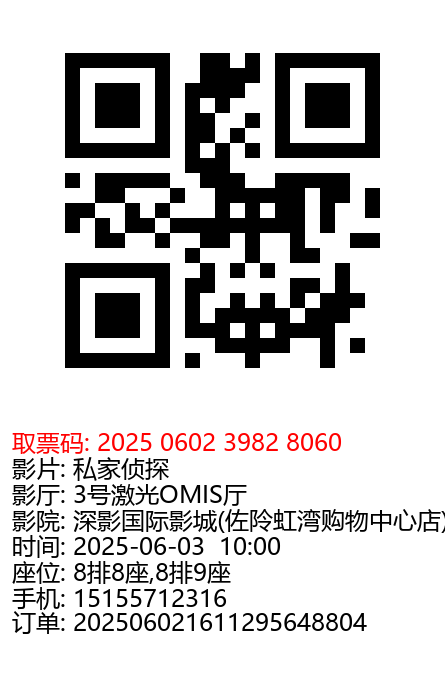 取票码: 2025 0602 3982 8060
影片: 私家侦探
影厅: 3号激光OMIS厅
影院: 深影国际影城(佐阾虹湾购物中心店)
时间: 2025-06-03  10:00
座位: 8排8座,8排9座
手机: 15155712316
订单: 202506021611295648804